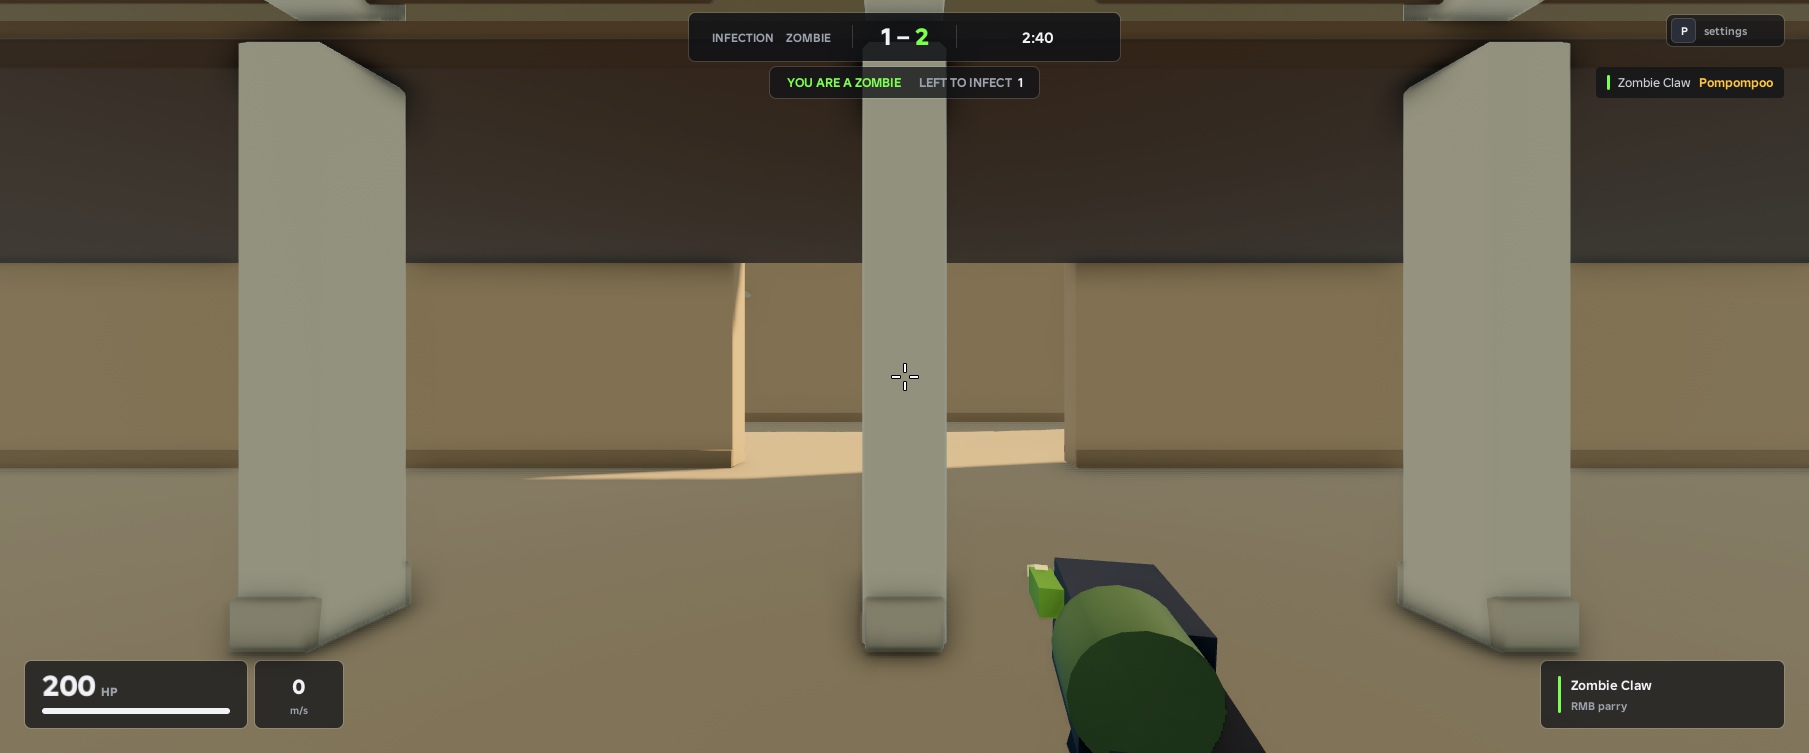 INFECTION ZOMBIE 1 – 2 2:40
P settings
YOU ARE A ZOMBIE LEFT TO INFECT 1
Zombie Claw Pompompoo
200 HP
0
m/s
Zombie Claw
RMB parry